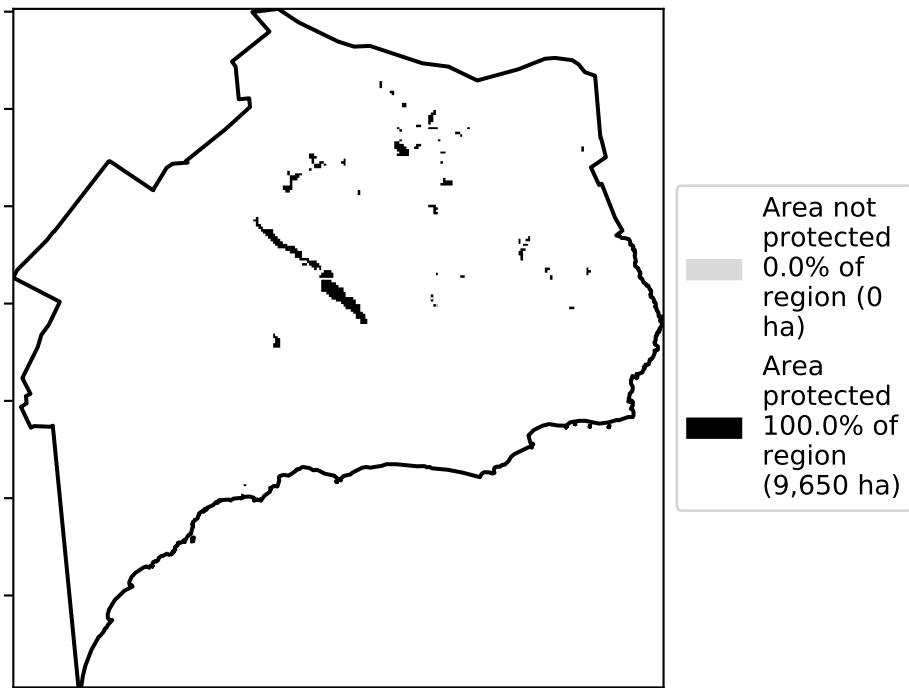 Area not
protected
0.0% of
region (0
ha)
Area
protected
100.0% of
region
(9,650 ha)